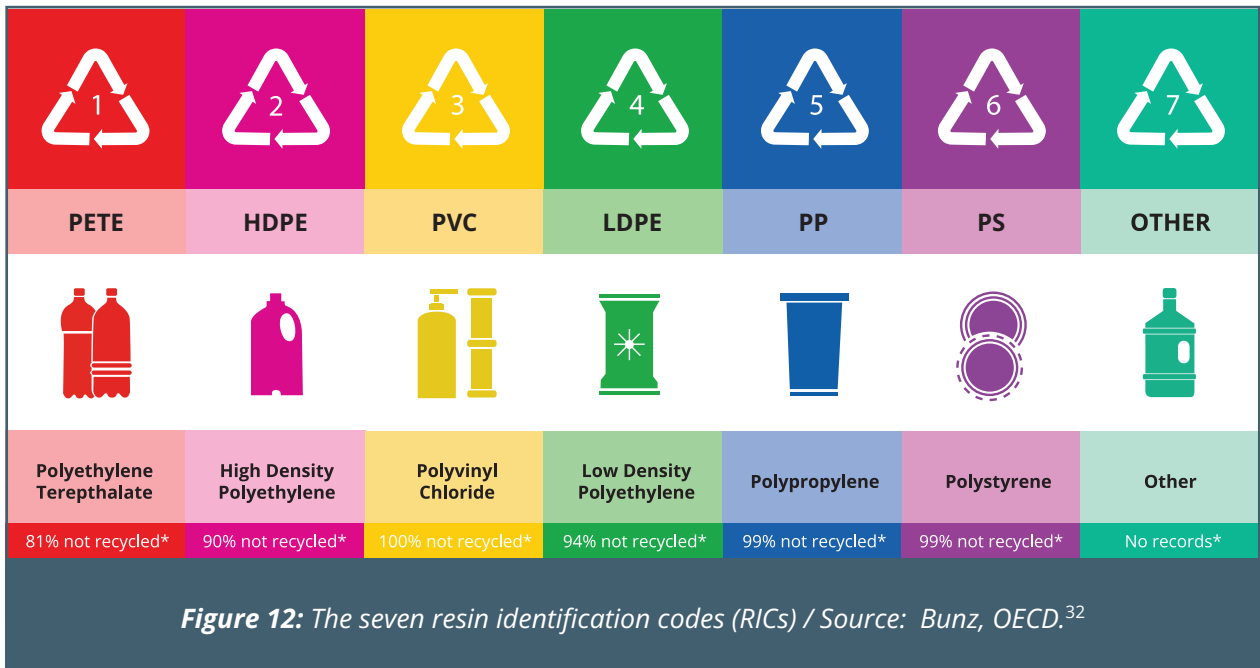 1
2
3
4
5
6
7
PETE
HDPE
PVC
LDPE
PP
PS
OTHER
Polyethylene
Terepthalate
High Density
Polyethylene
Polyvinyl
Chloride
Low Density
Polyethylene
Polypropylene
Polystyrene
Other
81% not recycled*
90% not recycled*
100% not recycled*
94% not recycled*
99% not recycled*
99% not recycled*
No records*
Figure 12: The seven resin identification codes (RICs) / Source: Bunz, OECD.32